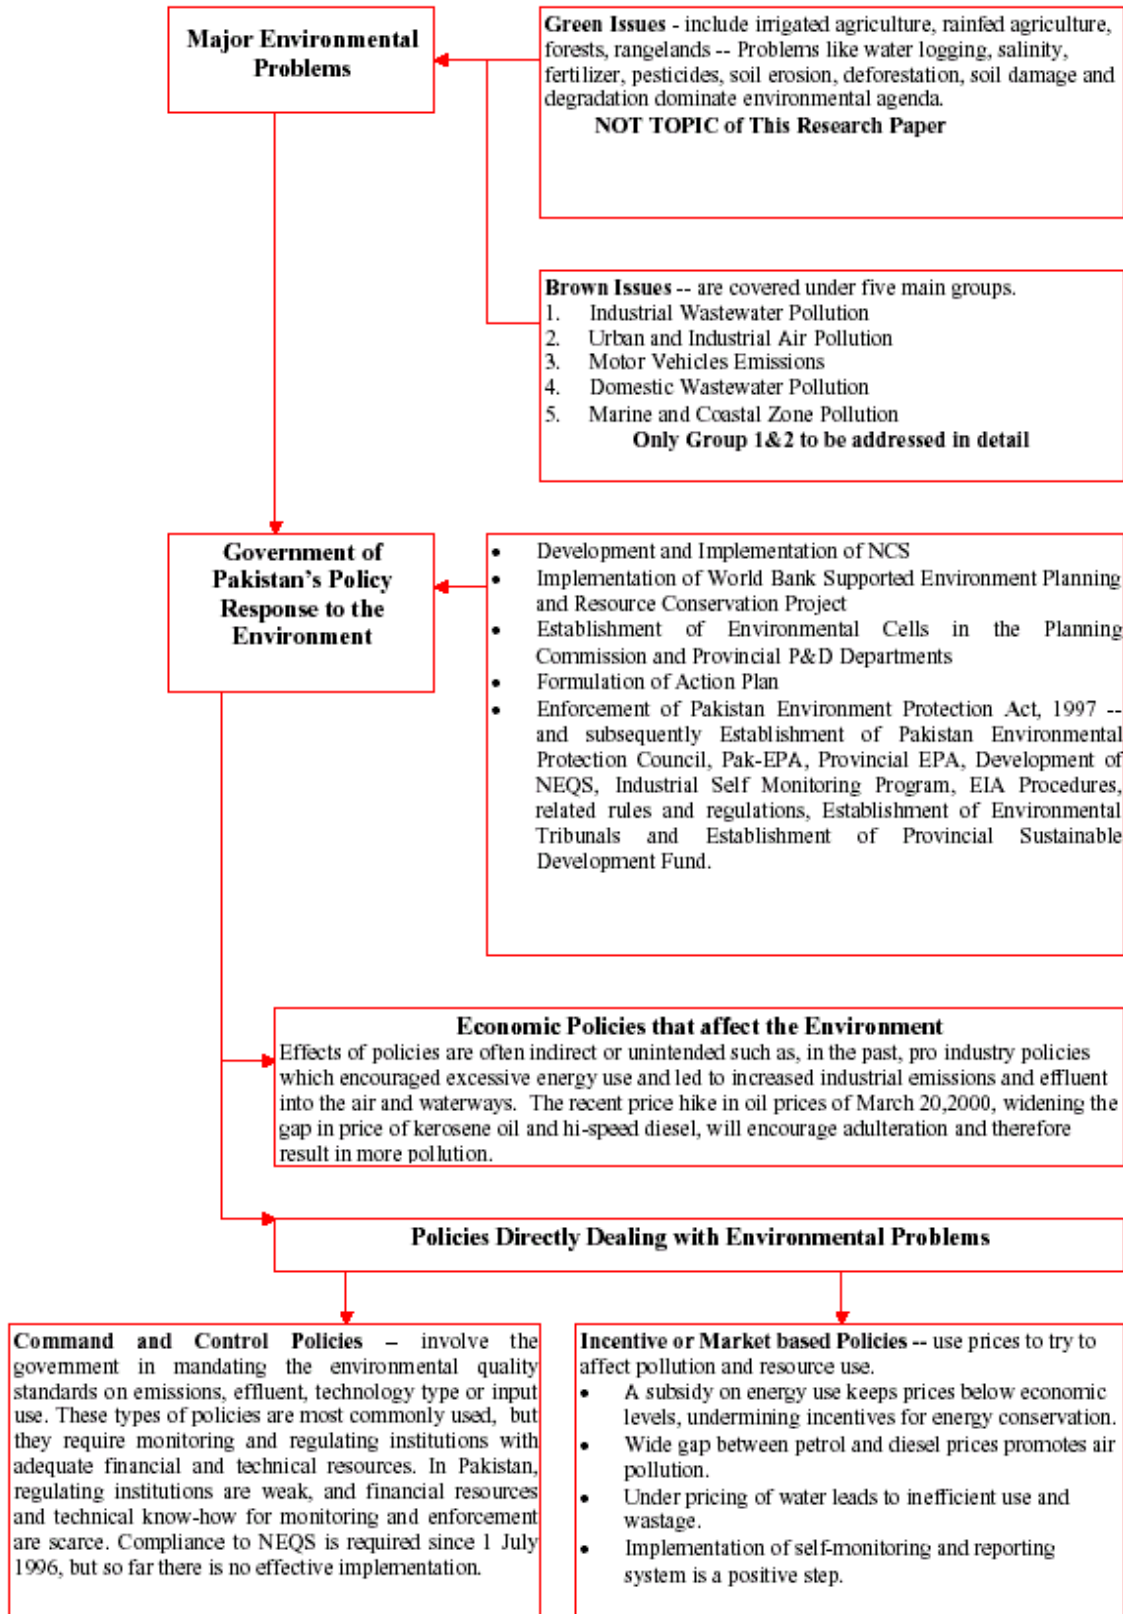 Major Environmental
Problems
Green Issues - include irrigated agriculture, rainfed agriculture,
forests, rangelands -- Problems like water logging, salinity,
fertilizer, pesticides, soil erosion, deforestation, soil damage and
degradation dominate environmental agenda.
NOT TOPIC of This Research Paper
Brown Issues -- are covered under five main groups.
1. Industrial Wastewater Pollution
2. Urban and Industrial Air Pollution
3. Motor Vehicles Emissions
4. Domestic Wastewater Pollution
5. Marine and Coastal Zone Pollution
Only Group 1&2 to be addressed in detail
Government of
Pakistan's Policy
Response to the
Environment
• Development and Implementation of NCS
• Implementation of World Bank Supported Environment Planning
and Resource Conservation Project
• Establishment of Environmental Cells in the Planning
Commission and Provincial P&D Departments
• Formulation of Action Plan
• Enforcement of Pakistan Environment Protection Act, 1997 --
and subsequently Establishment of Pakistan Environmental
Protection Council, Pak-EPA, Provincial EPA, Development of
NEQS, Industrial Self Monitoring Program, EIA Procedures,
related rules and regulations, Establishment of Environmental
Tribunals and Establishment of Provincial Sustainable
Development Fund.
Economic Policies that affect the Environment
Effects of policies are often indirect or unintended such as, in the past, pro industry policies
which encouraged excessive energy use and led to increased industrial emissions and effluent
into the air and waterways. The recent price hike in oil prices of March 20,2000, widening the
gap in price of kerosene oil and hi-speed diesel, will encourage adulteration and therefore
result in more pollution.
Policies Directly Dealing with Environmental Problems
Command and Control Policies – involve the
government in mandating the environmental quality
standards on emissions, effluent, technology type or input
use. These types of policies are most commonly used, but
they require monitoring and regulating institutions with
adequate financial and technical resources. In Pakistan,
regulating institutions are weak, and financial resources
and technical know-how for monitoring and enforcement
are scarce. Compliance to NEQS is required since 1 July
1996, but so far there is no effective implementation.
Incentive or Market based Policies -- use prices to try to
affect pollution and resource use.
• A subsidy on energy use keeps prices below economic
levels, undermining incentives for energy conservation.
• Wide gap between petrol and diesel prices promotes air
pollution.
• Under pricing of water leads to inefficient use and
wastage.
• Implementation of self-monitoring and reporting
system is a positive step.